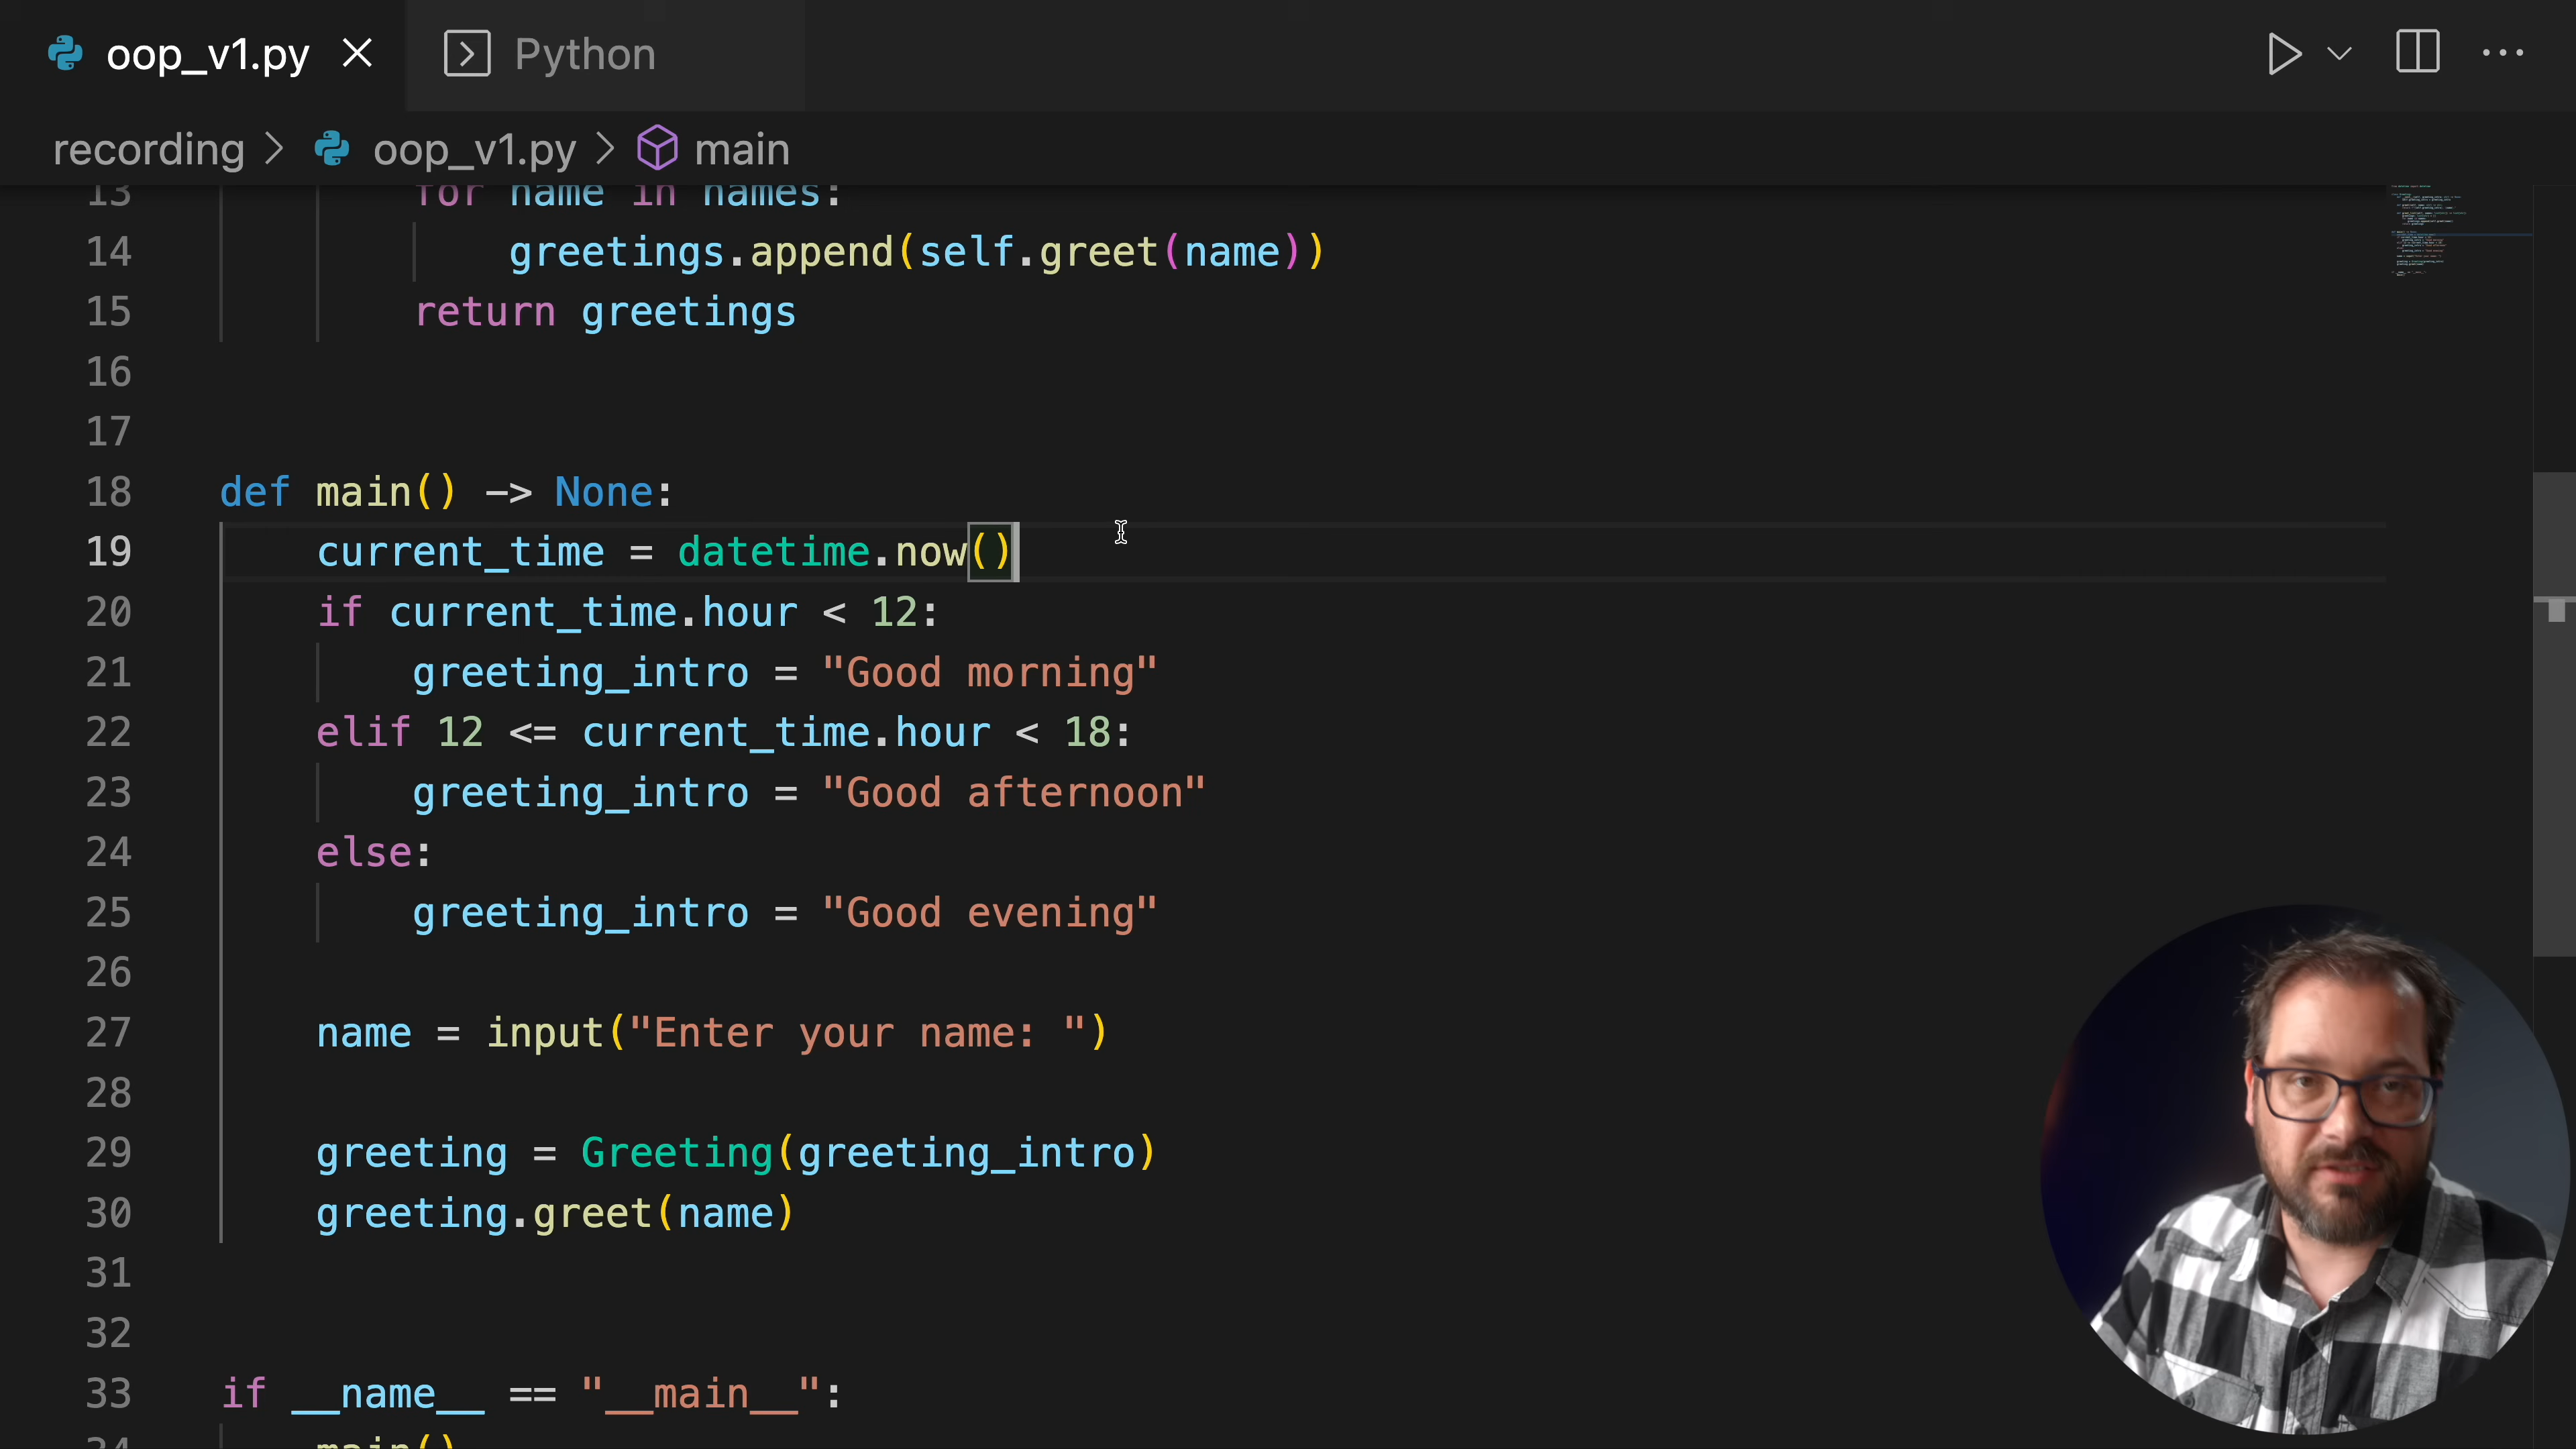 oop_v1.py
Python
recording > oop_v1.py > main
13 for name in names:
14 greetings.append(self.greet(name))
15 return greetings
16
17
18 def main() -> None:
19 current_time = datetime.now()
20 if current_time.hour < 12:
21 greeting_intro = "Good morning"
22 elif 12 <= current_time.hour < 18:
23 greeting_intro = "Good afternoon"
24 else:
25 greeting_intro = "Good evening"
26
27 name = input("Enter your name: ")
28
29 greeting = Greeting(greeting_intro)
30 greeting.greet(name)
31
32
33 if __name__ == "__main__":
34 main()